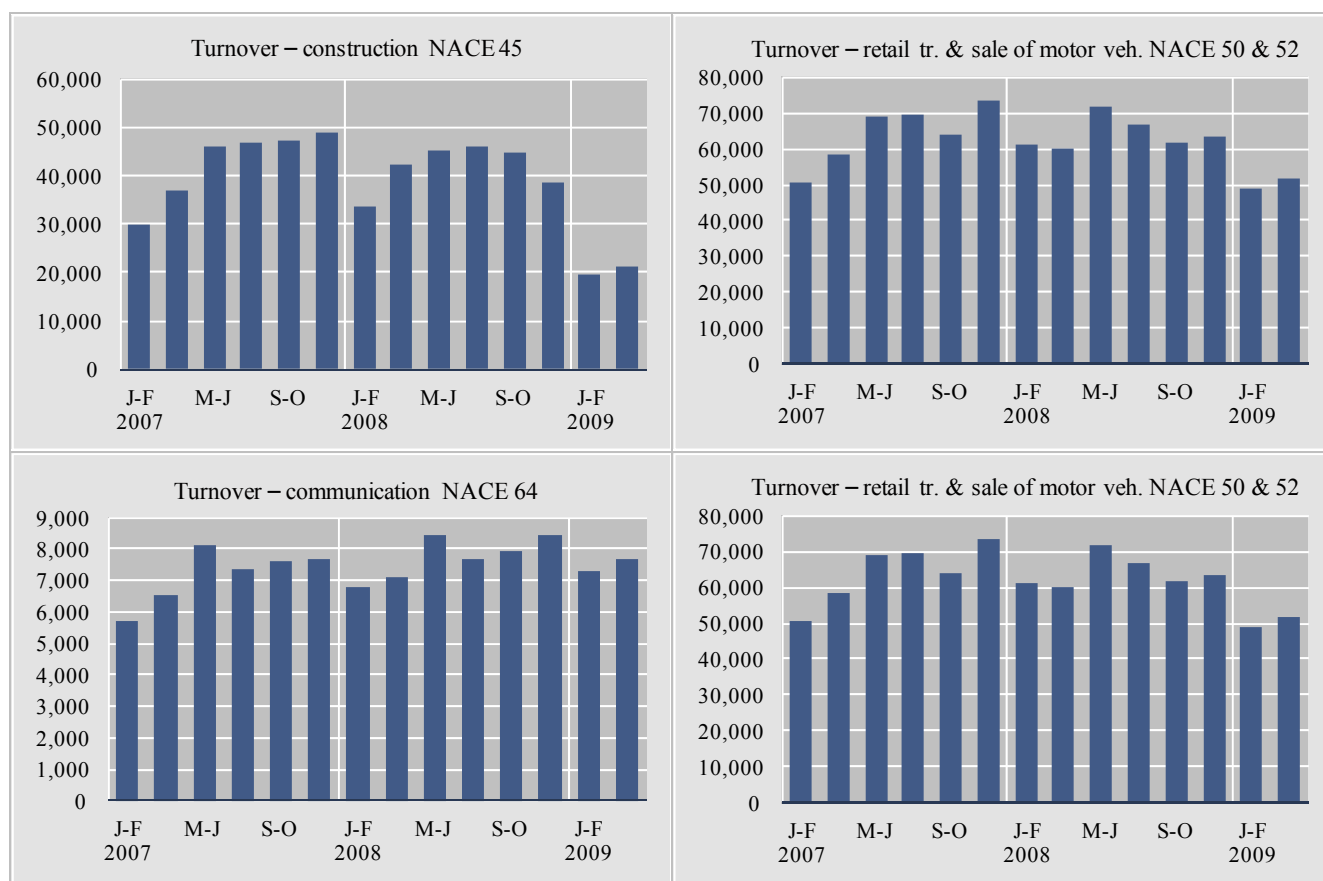 Turnover – construction NACE 45
60,000
50,000
40,000
30,000
20,000
10,000
0
J-F M-J S-O J-F M-J S-O J-F
2007 2008 2009
Turnover – retail tr. & sale of motor veh. NACE 50 & 52
80,000
70,000
60,000
50,000
40,000
30,000
20,000
10,000
0
J-F M-J S-O J-F M-J S-O J-F
2007 2008 2009
Turnover – communication NACE 64
9,000
8,000
7,000
6,000
5,000
4,000
3,000
2,000
1,000
0
J-F M-J S-O J-F M-J S-O J-F
2007 2008 2009
Turnover – retail tr. & sale of motor veh. NACE 50 & 52
80,000
70,000
60,000
50,000
40,000
30,000
20,000
10,000
0
J-F M-J S-O J-F M-J S-O J-F
2007 2008 2009